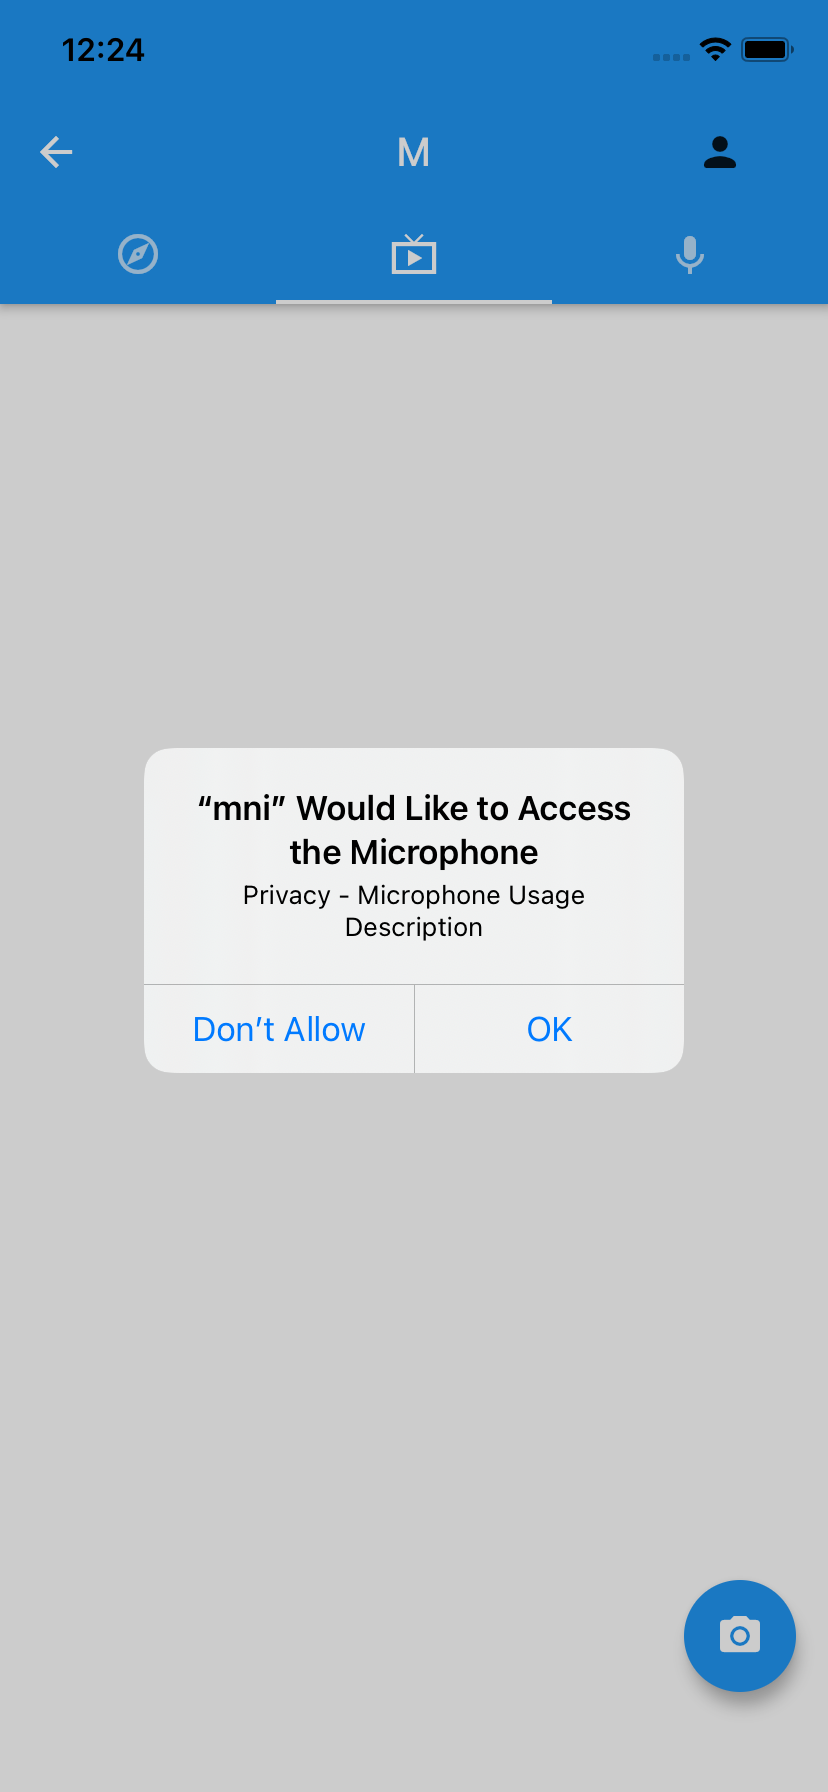 12:24
M
“mni” Would Like to Access
the Microphone
Privacy - Microphone Usage
Description
Don’t Allow
OK